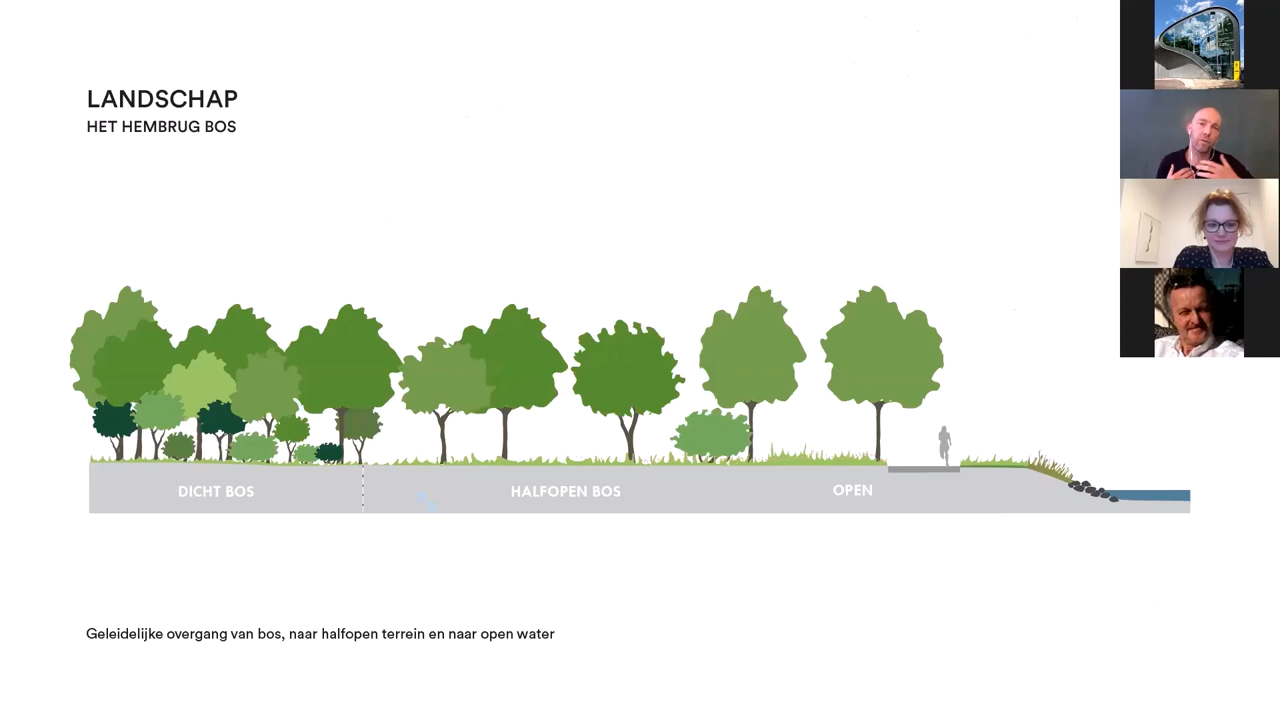 LANDSCHAP
HET HEMBRUG BOS
DICHT BOS
HALFOPEN BOS
OPEN
Geleidelijke overgang van bos, naar halfopen terrein en naar open water